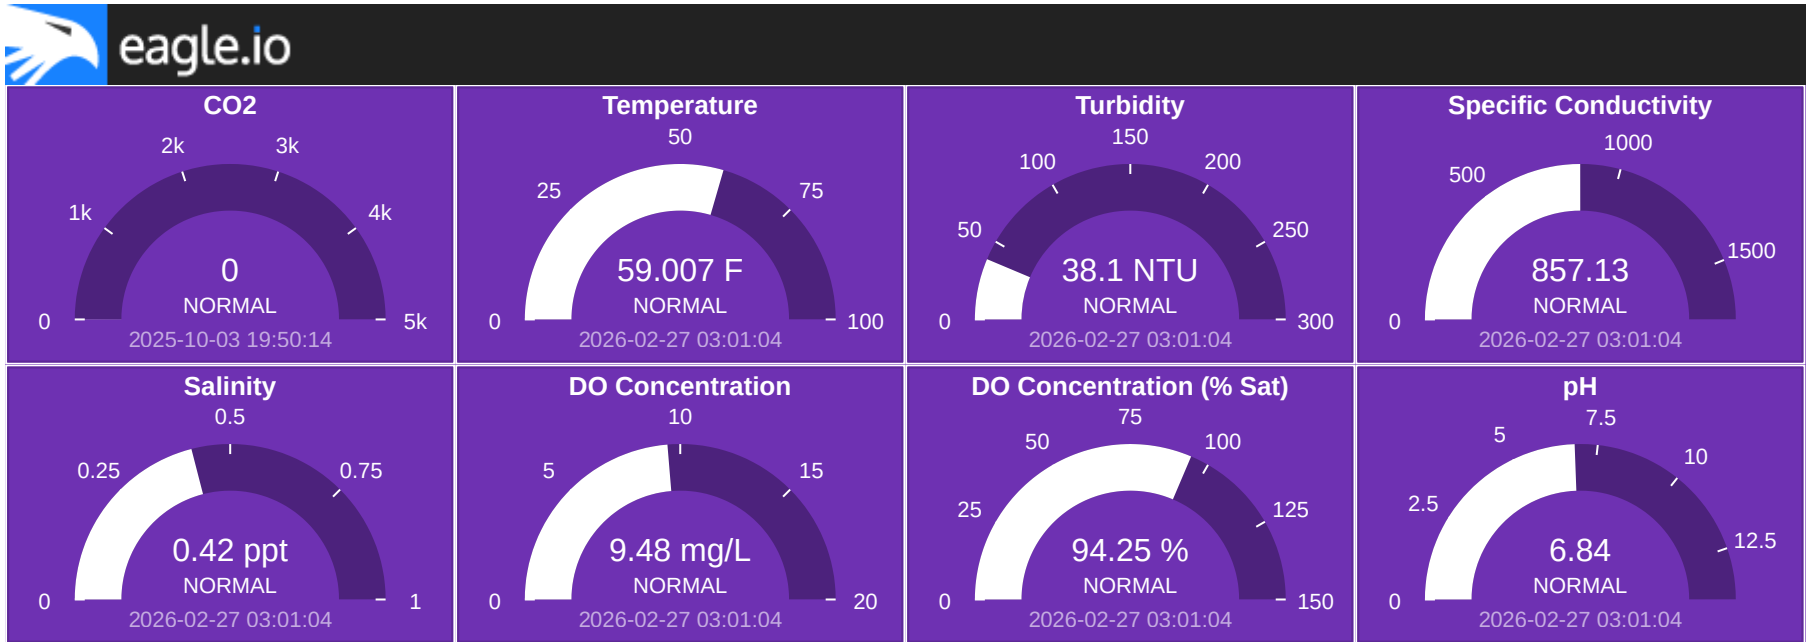 eagle.io
CO2
0
1k
2k
3k
4k
5k
0
NORMAL
2025-10-03 19:50:14
Temperature
0
25
50
75
100
59.007 F
NORMAL
2026-02-27 03:01:04
Turbidity
0
50
100
150
200
250
300
38.1 NTU
NORMAL
2026-02-27 03:01:04
Specific Conductivity
0
500
1000
1500
857.13
NORMAL
2026-02-27 03:01:04
Salinity
0
0.25
0.5
0.75
1
0.42 ppt
NORMAL
2026-02-27 03:01:04
DO Concentration
0
5
10
15
20
9.48 mg/L
NORMAL
2026-02-27 03:01:04
DO Concentration (% Sat)
0
25
50
75
100
125
150
94.25 %
NORMAL
2026-02-27 03:01:04
pH
0
2.5
5
7.5
10
12.5
6.84
NORMAL
2026-02-27 03:01:04